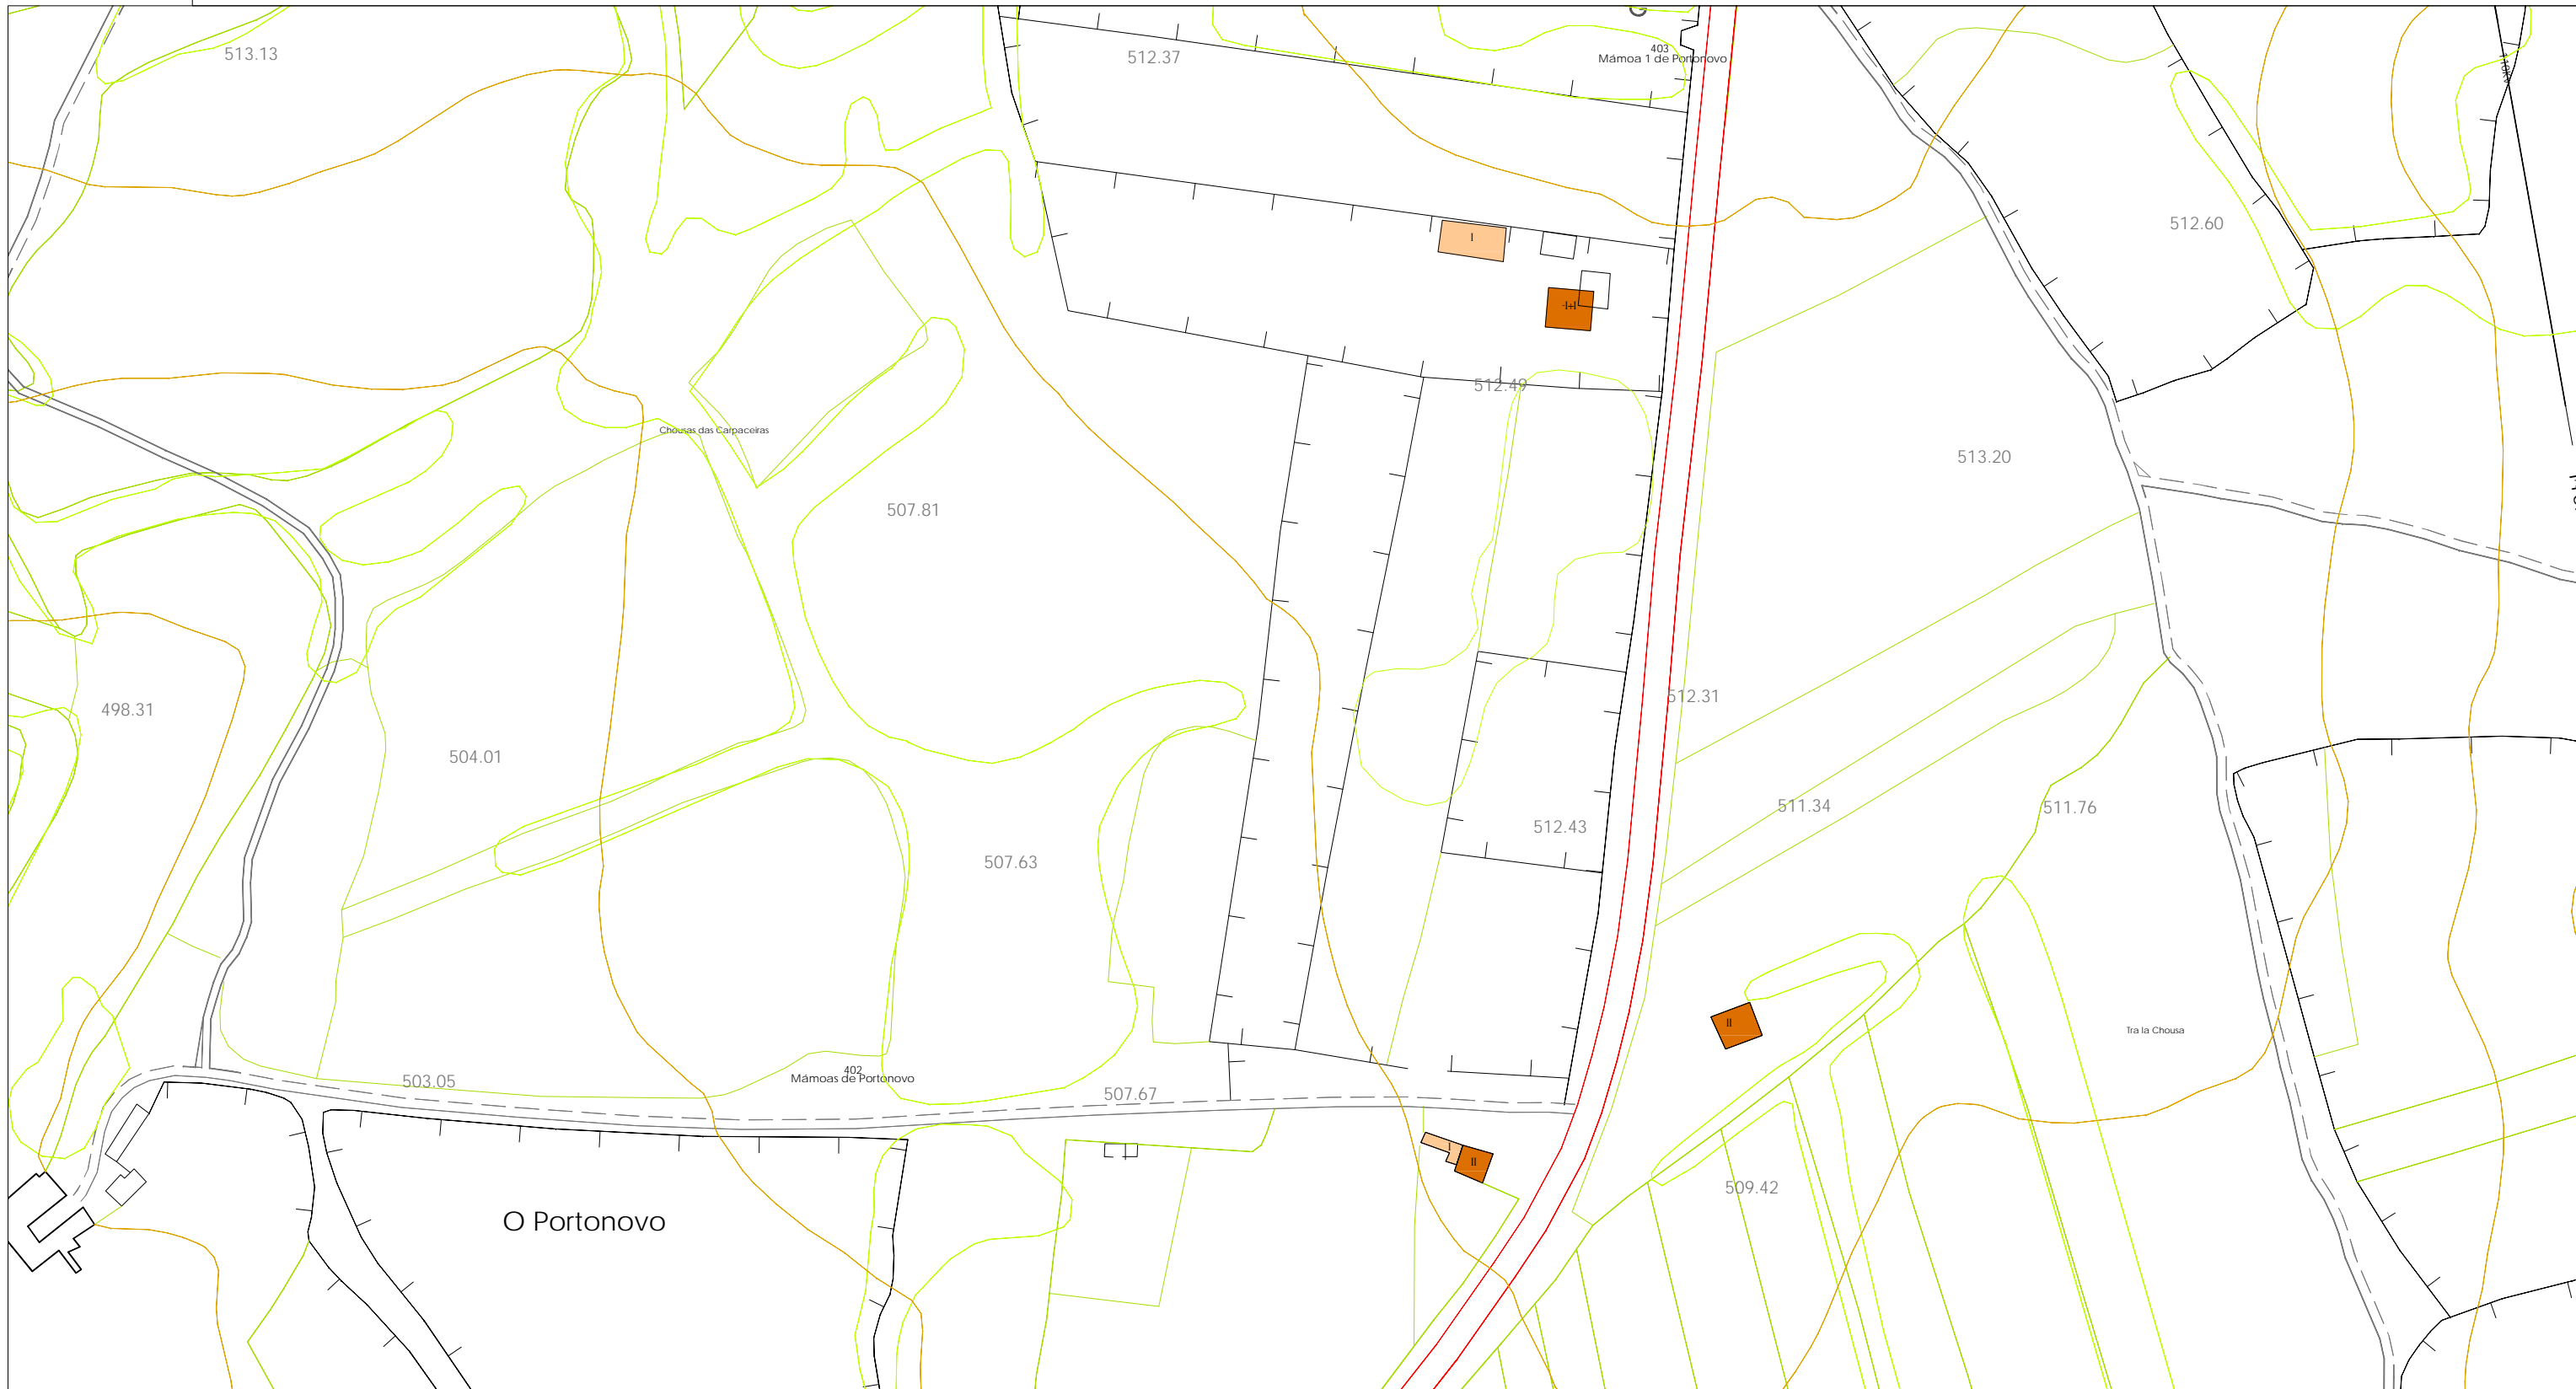 513.13
512.37
403
Mámoa 1 de Portonovo
110KV
512.60
I
-I+I
512.49
Chousas das Carpaceiras
513.20
507.81
512.31
498.31
504.01
511.34
511.76
512.43
507.63
II
Tra la Chousa
402
Mámoas de Portonovo
503.05
507.67
I
II
509.42
O Portonovo